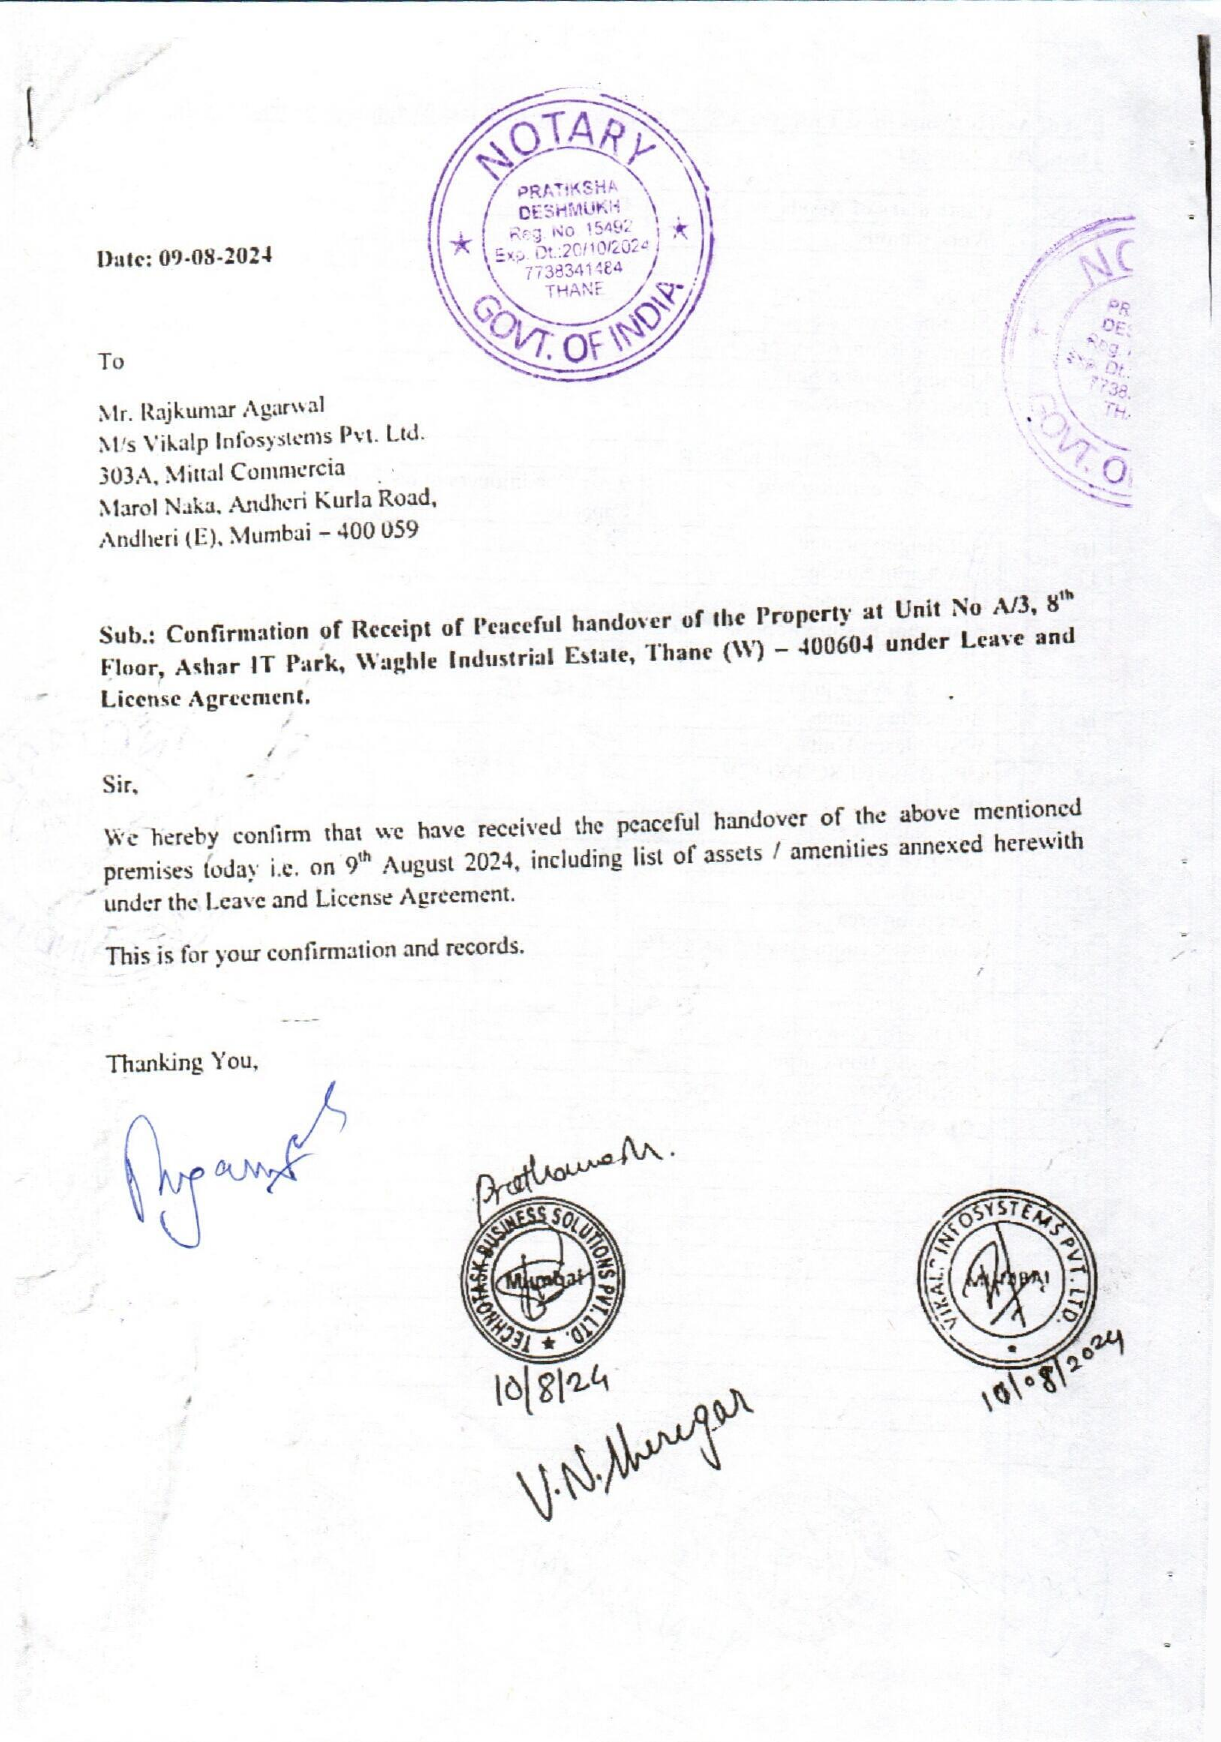 NOTARY
PRATIKSHA
DESHMUKH
Reg. No. 15492
Exp. Dt.:20/10/2024
7738341484
THANE
GOVT. OF INDIA
Date: 09-08-2024
NO
PR
DES
Reg.
Exp. Dt.
7738
TH
GOVT. O
To
Mr. Rajkumar Agarwal
M/s Vikalp Infosystems Pvt. Ltd.
303A, Mittal Commercia
Marol Naka, Andheri Kurla Road,
Andheri (E), Mumbai – 400 059
Sub.: Confirmation of Receipt of Peaceful handover of the Property at Unit No A/3, 8th
Floor, Ashar IT Park, Waghle Industrial Estate, Thane (W) – 400604 under Leave and
License Agreement.
Sir,
We hereby confirm that we have received the peaceful handover of the above mentioned
premises today i.e. on 9th August 2024, including list of assets / amenities annexed herewith
under the Leave and License Agreement.
This is for your confirmation and records.
Thanking You,
Prathamesh.
TECHNOTASK BUSINESS SOLUTIONS PVT. LTD.
Mumbai
10/8/24
VIKALP INFOSYSTEMS PVT. LTD.
MUMBAI
10/08/2024
V.N.